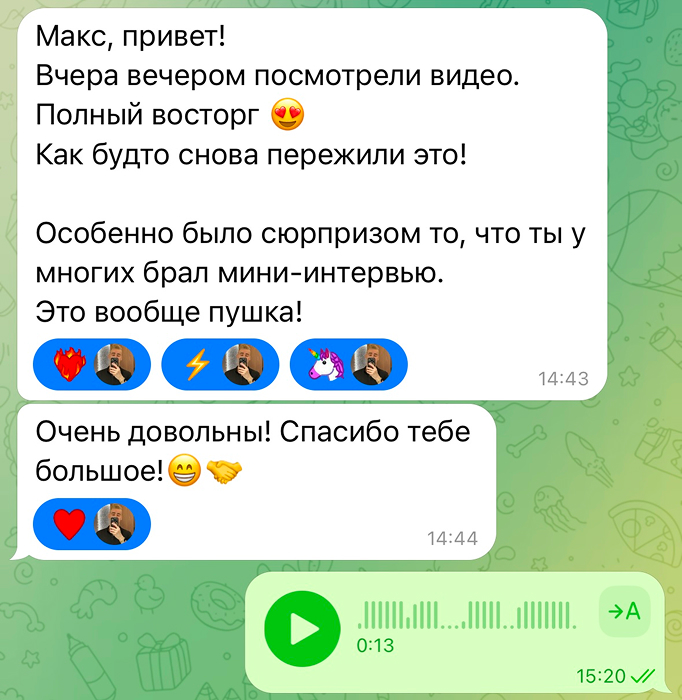 Макс, привет!
Вчера вечером посмотрели видео.
Полный восторг 😍
Как будто снова пережили это!
Особенно было сюрпризом то, что ты у
многих брал мини-интервью.
Это вообще пушка!
14:43
Очень довольны! Спасибо тебе
большое!😁🤝
14:44
→A
0:13
15:20